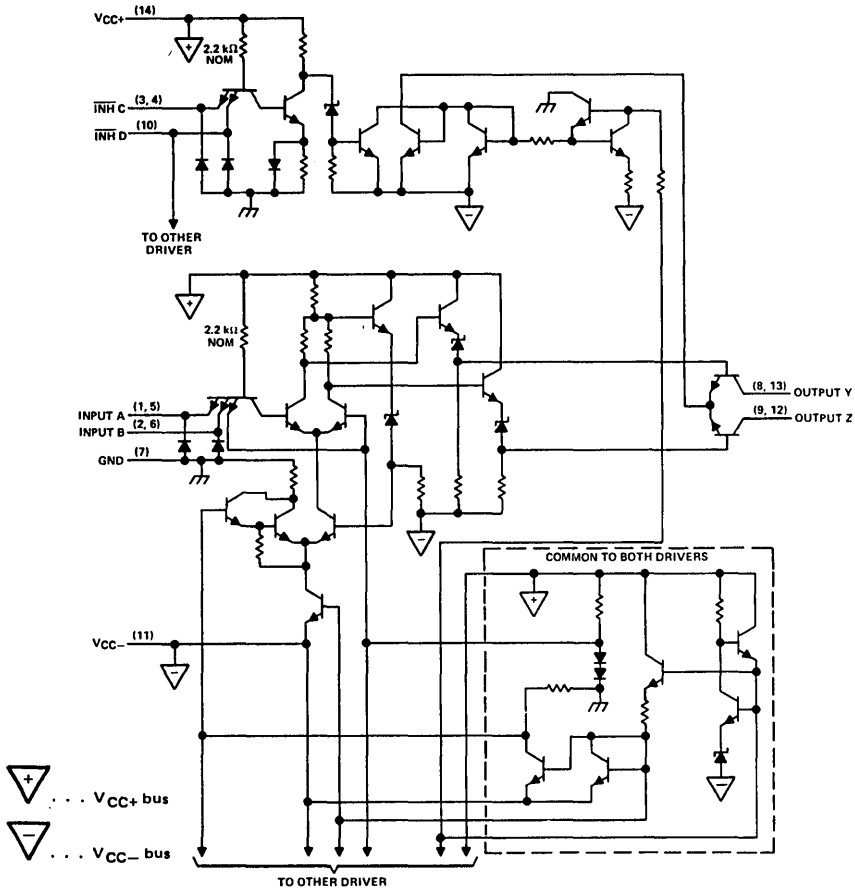 VCC+ (14)
2.2 kΩ
NOM
INH C (3, 4)
INH D (10)
TO OTHER
DRIVER
2.2 kΩ
NOM
INPUT A (1, 5)
INPUT B (2, 6)
GND (7)
(8, 13) OUTPUT Y
(9, 12) OUTPUT Z
COMMON TO BOTH DRIVERS
VCC− (11)
+ ... VCC+ bus
− ... VCC− bus
TO OTHER DRIVER